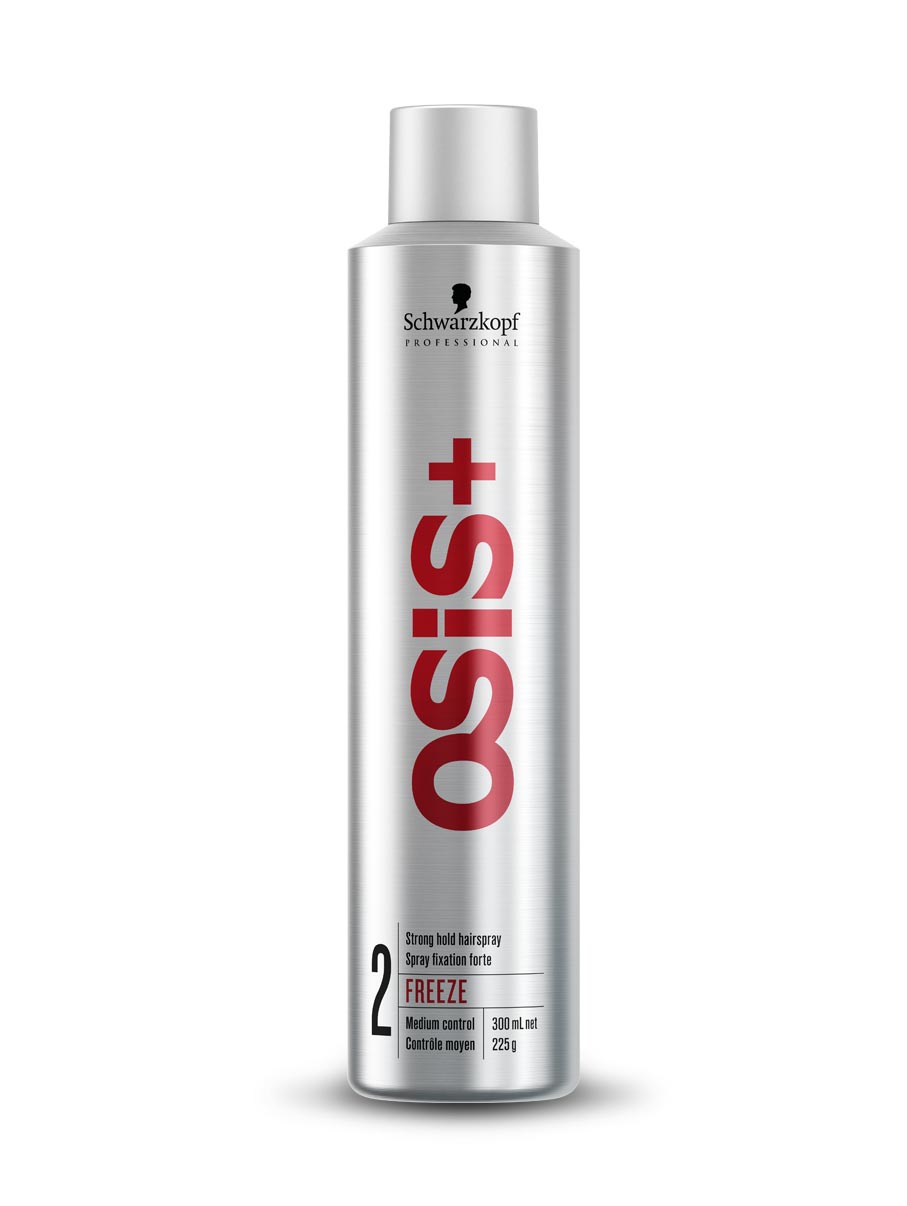 Schwarzkopf
PROFESSIONAL
osis+
2
Strong hold hairspray
Spray fixation forte
FREEZE
Medium control
Contrôle moyen
300 mL net
225 g